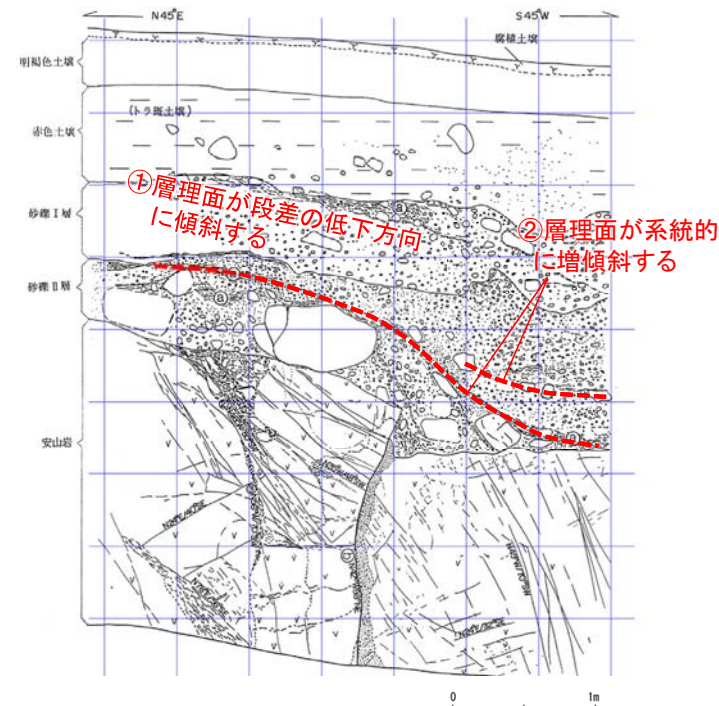 N45°E
S45°W
腐植土壌
明褐色土壌
(トラ斑土壌)
赤色土壌
①層理面が段差の低下方向
に傾斜する
ⓐ
砂礫Ⅰ層
②層理面が系統的
に増傾斜する
砂礫Ⅱ層
ⓐ
安山岩
0 1m